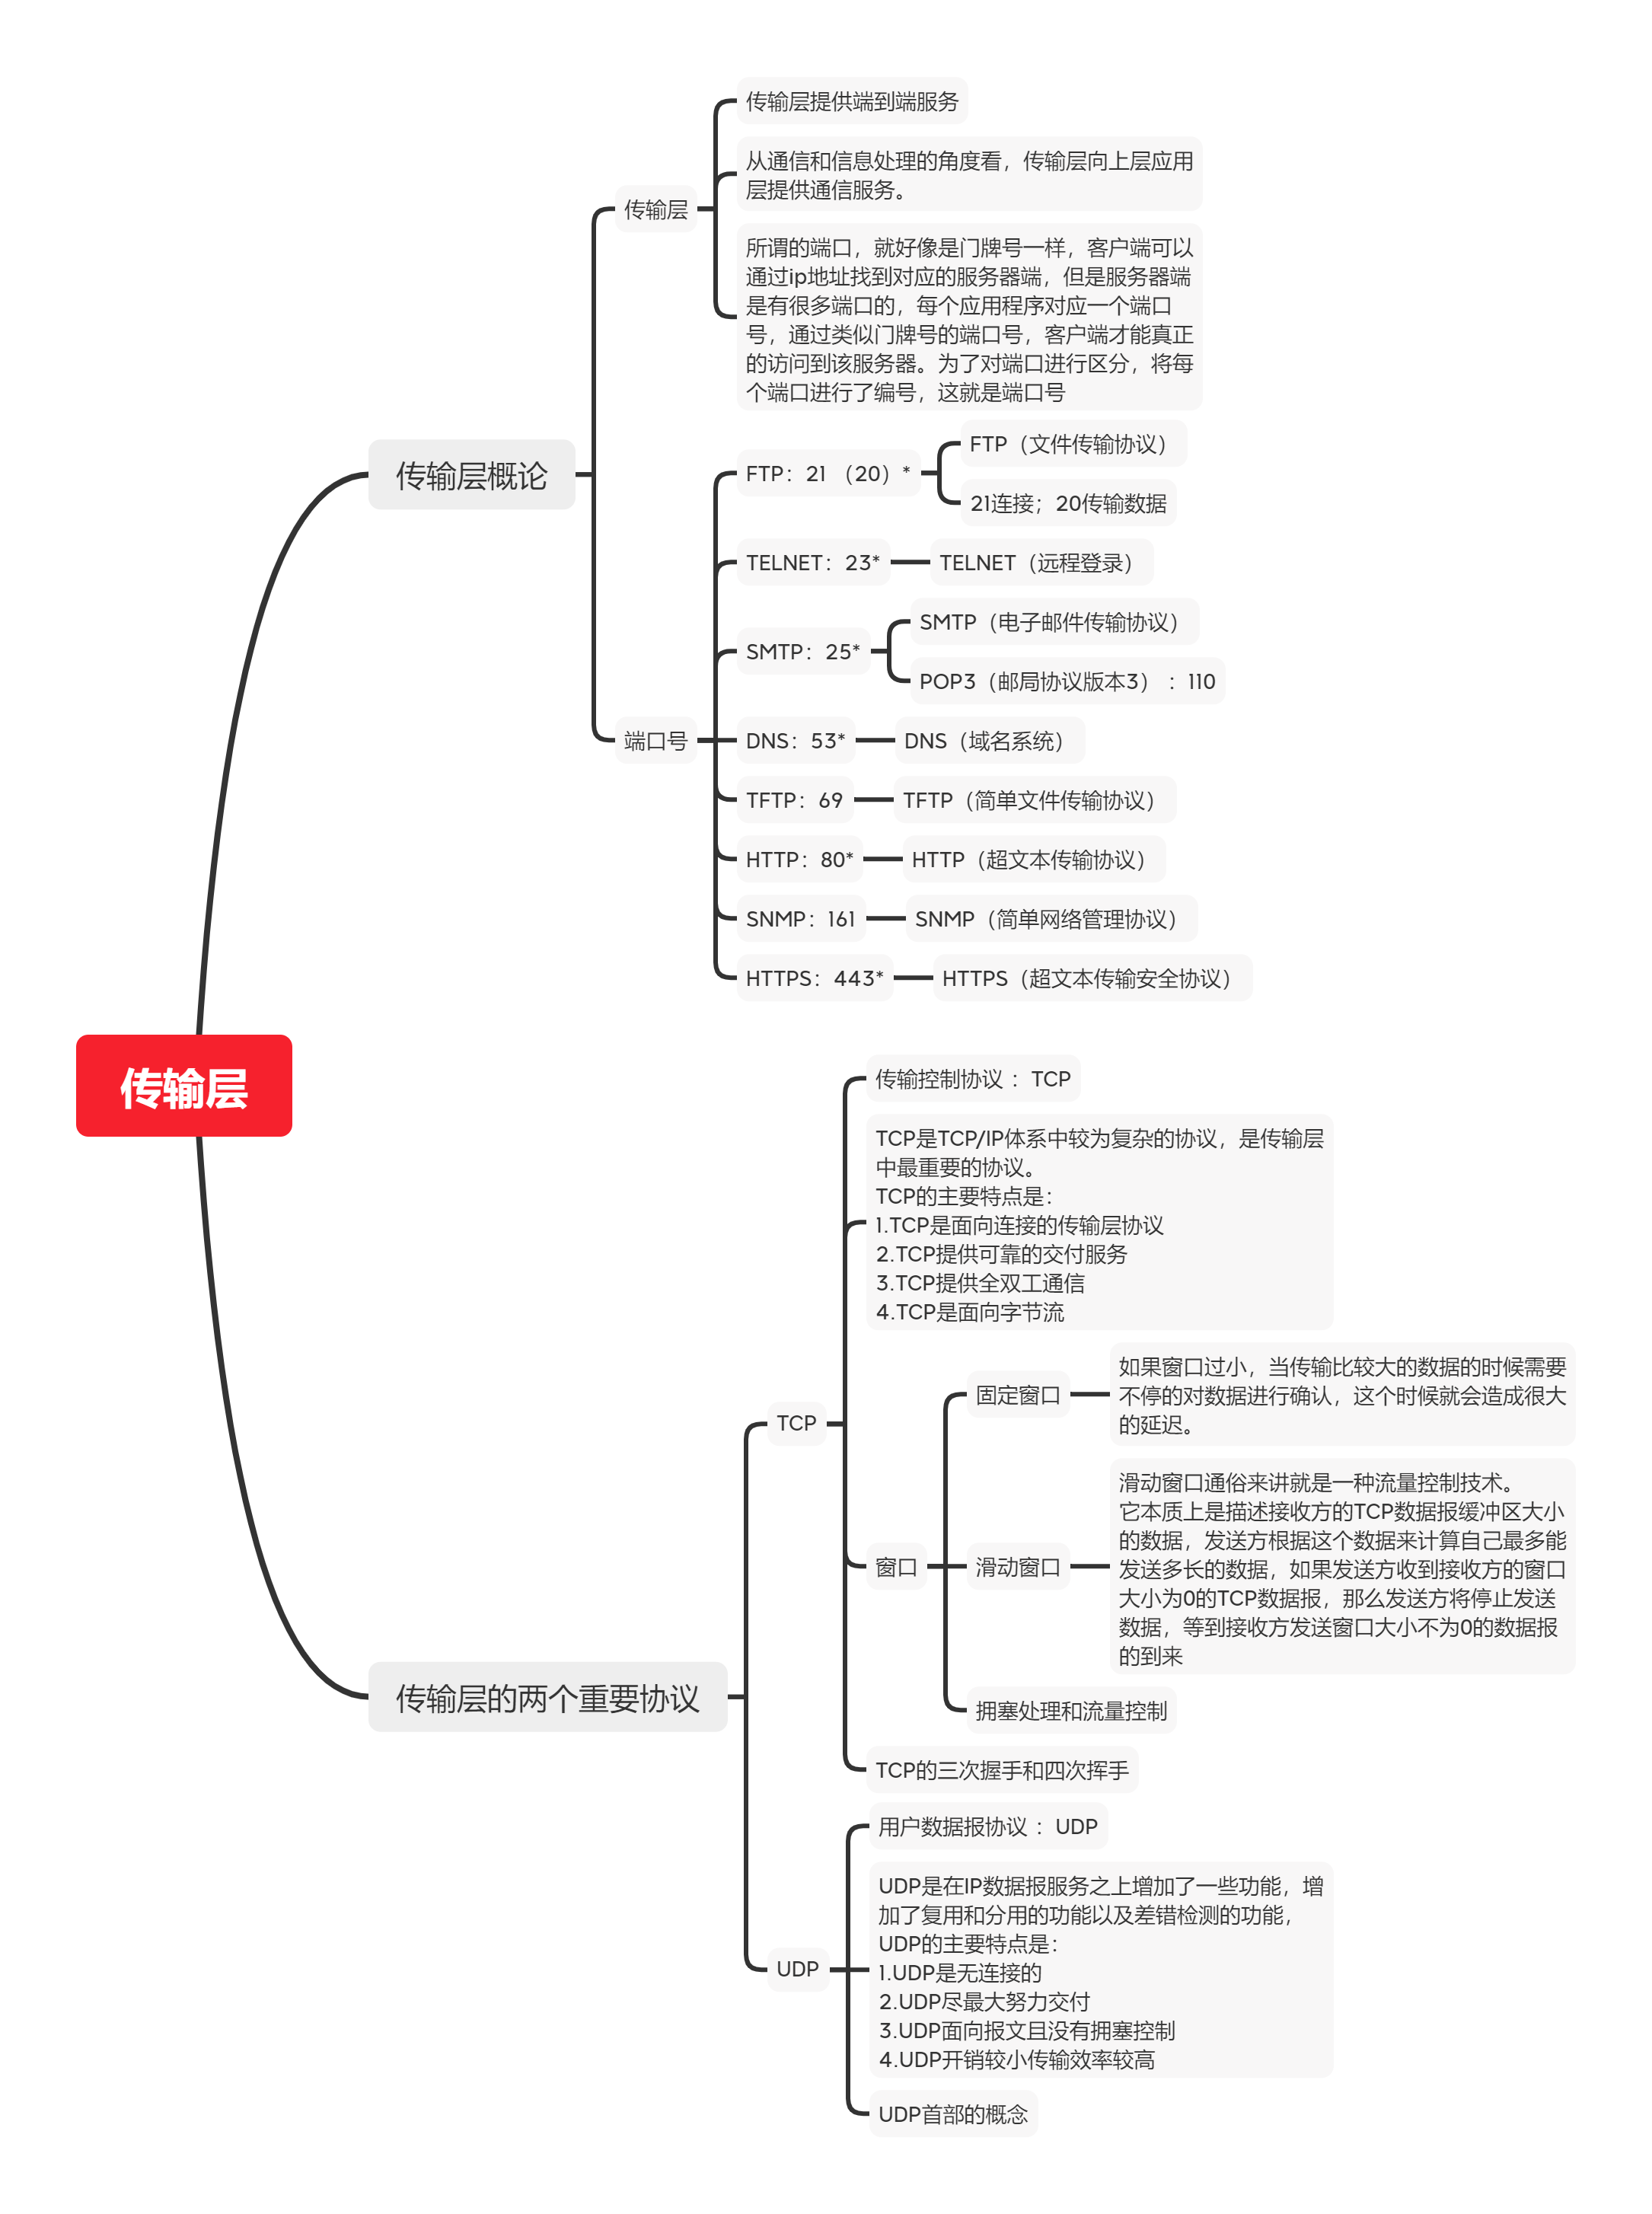 传输层
传输层概论
传输层
传输层提供端到端服务
从通信和信息处理的角度看，传输层向上层应用
层提供通信服务。
所谓的端口，就好像是门牌号一样，客户端可以
通过ip地址找到对应的服务器端，但是服务器端
是有很多端口的，每个应用程序对应一个端口
号，通过类似门牌号的端口号，客户端才能真正
的访问到该服务器。为了对端口进行区分，将每
个端口进行了编号，这就是端口号
端口号
FTP：21 （20）*
FTP（文件传输协议）
21连接；20传输数据
TELNET：23*
TELNET（远程登录）
SMTP：25*
SMTP（电子邮件传输协议）
POP3（邮局协议版本3）：110
DNS：53*
DNS（域名系统）
TFTP：69
TFTP（简单文件传输协议）
HTTP：80*
HTTP（超文本传输协议）
SNMP：161
SNMP（简单网络管理协议）
HTTPS：443*
HTTPS（超文本传输安全协议）
传输层的两个重要协议
TCP
传输控制协议 ：TCP
TCP是TCP/IP体系中较为复杂的协议，是传输层
中最重要的协议。
TCP的主要特点是：
1.TCP是面向连接的传输层协议
2.TCP提供可靠的交付服务
3.TCP提供全双工通信
4.TCP是面向字节流
窗口
固定窗口
如果窗口过小，当传输比较大的数据的时候需要
不停的对数据进行确认，这个时候就会造成很大
的延迟。
滑动窗口
滑动窗口通俗来讲就是一种流量控制技术。
它本质上是描述接收方的TCP数据报缓冲区大小
的数据，发送方根据这个数据来计算自己最多能
发送多长的数据，如果发送方收到接收方的窗口
大小为0的TCP数据报，那么发送方将停止发送
数据，等到接收方发送窗口大小不为0的数据报
的到来
拥塞处理和流量控制
TCP的三次握手和四次挥手
UDP
用户数据报协议 ：UDP
UDP是在IP数据报服务之上增加了一些功能，增
加了复用和分用的功能以及差错检测的功能，
UDP的主要特点是：
1.UDP是无连接的
2.UDP尽最大努力交付
3.UDP面向报文且没有拥塞控制
4.UDP开销较小传输效率较高
UDP首部的概念